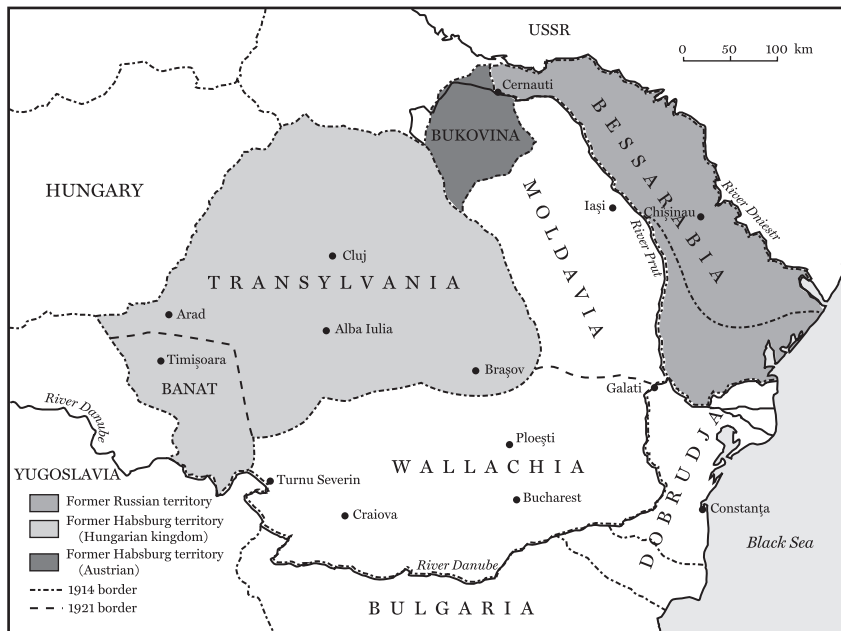 USSR
0 50 100 km
Cernauti
BUKOVINA
BESSARABIA
HUNGARY
MOLDAVIA
Iași
Chișinau
River Dniestr
River Prut
Cluj
TRANSYLVANIA
Arad
Alba Iulia
Timișoara
Brașov
BANAT
Galati
River Danube
Ploești
WALLACHIA
DOBRUDJA
YUGOSLAVIA
Turnu Severin
Bucharest
Former Russian territory
Craiova
Constanța
Former Habsburg territory
(Hungarian kingdom)
Black Sea
Former Habsburg territory
(Austrian)
River Danube
1914 border
1921 border
BULGARIA